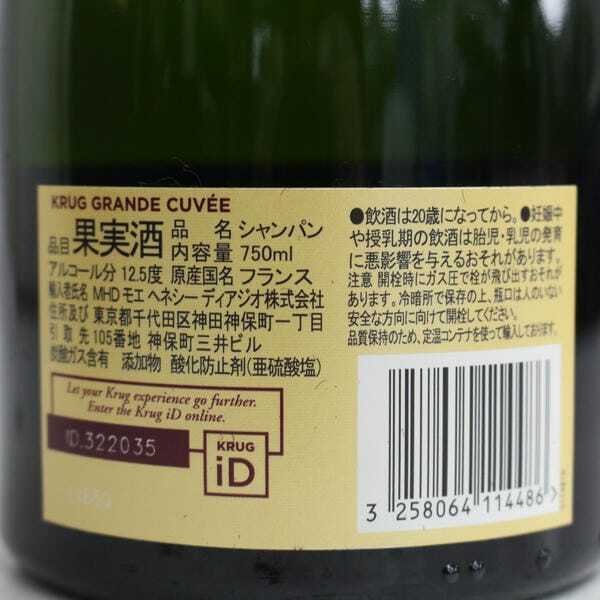 KRUG GRANDE CUVÉE
品目 果実酒 品 名 シャンパン
内容量 750ml
アルコール分 12.5度 原産国名 フランス
輸入者氏名 MHD モエ ヘネシー ディアジオ株式会社
住所及び 東京都千代田区神田神保町一丁目
引 取 先 105番地 神保町三井ビル
炭酸ガス含有 添加物 酸化防止剤(亜硫酸塩)
Let your Krug experience go further.
Enter the Krug iD online.
iD.322035
KRUG
iD
●飲酒は20歳になってから。●妊娠中
や授乳期の飲酒は胎児・乳児の発育
に悪影響を与えるおそれがあります。
注意 開栓時にガス圧で栓が飛び出すおそれが
あります。冷暗所で保存の上、瓶口は人のいない
安全な方向に向けて開栓してください。
品質保持のため、定温コンテナを使って輸入しております。
3 258064 114486 >